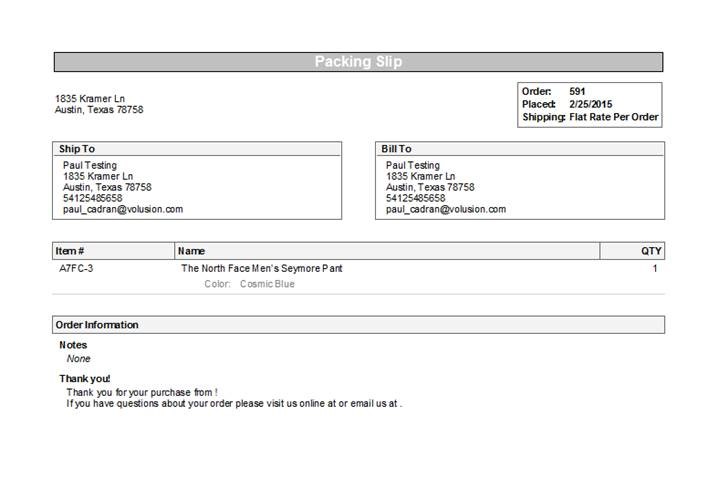 Packing Slip
1835 Kramer Ln
Austin, Texas 78758
Order: 591
Placed: 2/25/2015
Shipping: Flat Rate Per Order
Ship To
Paul Testing
1835 Kramer Ln
Austin, Texas 78758
54125485658
paul_cadran@volusion.com
Bill To
Paul Testing
1835 Kramer Ln
Austin, Texas 78758
54125485658
paul_cadran@volusion.com
Item # Name QTY
A7FC-3 The North Face Men's Seymore Pant 1
Color: Cosmic Blue
Order Information
Notes
None
Thank you!
Thank you for your purchase from !
If you have questions about your order please visit us online at or email us at .